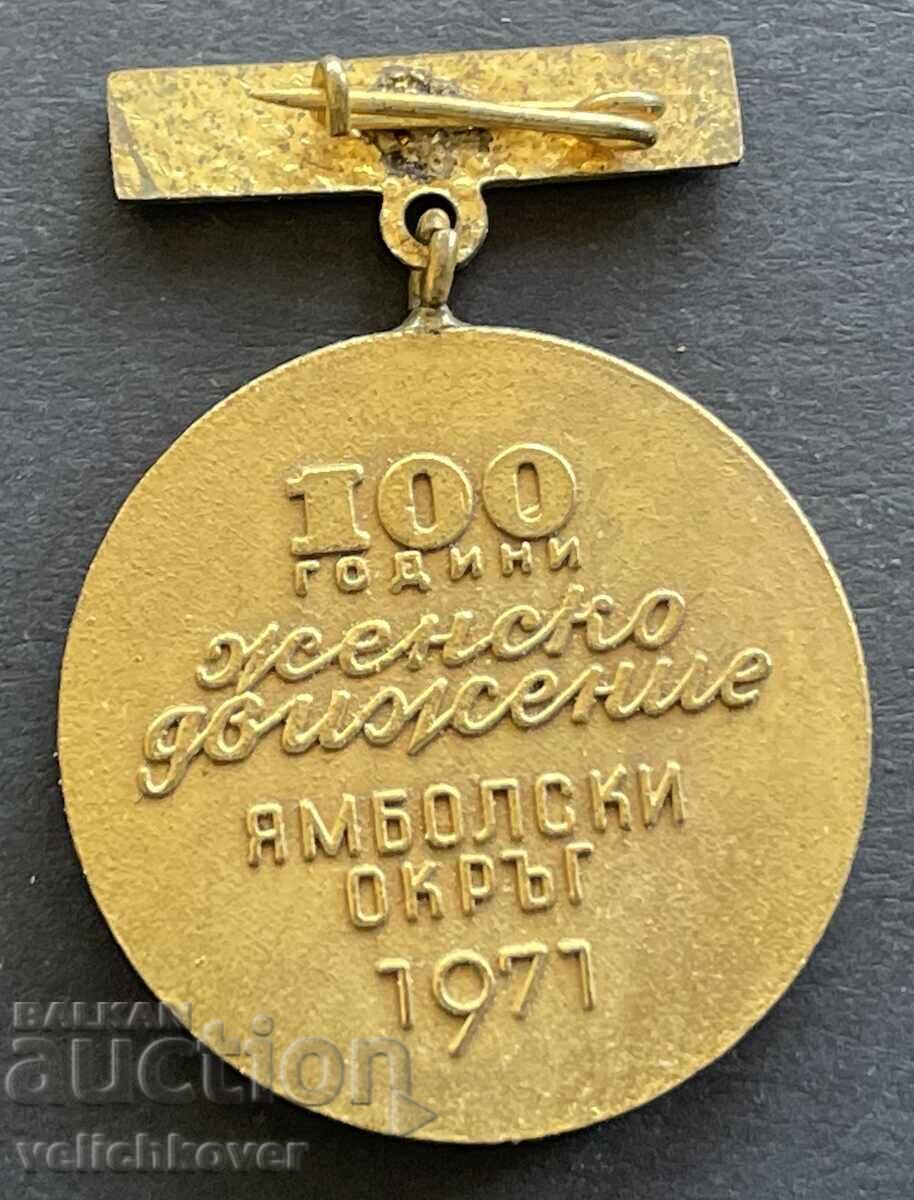 100
ГОДИНИ
женско
движение
ЯМБОЛСКИ
ОКРЪГ
1971
BALKAN
auction
velichkover